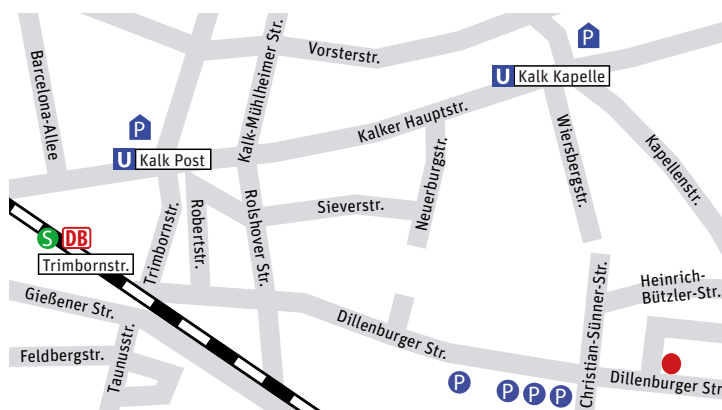 Barcelona-Allee
Kalk-Mühlheimer Str.
Vorsterstr.
P
U Kalk Kapelle
P
U Kalk Post
Kalker Hauptstr.
Wiersbergstr.
Kapellenstr.
Neuerburgstr.
Sieverstr.
Rolshover Str.
Robertstr.
Trimbornstr.
S DB
Trimbornstr.
Gießener Str.
Feldbergstr.
Taunusstr.
Dillenburger Str.
Christian-Sünner-Str.
Heinrich-
Bützler-Str.
P
P
P
P
Dillenburger Str